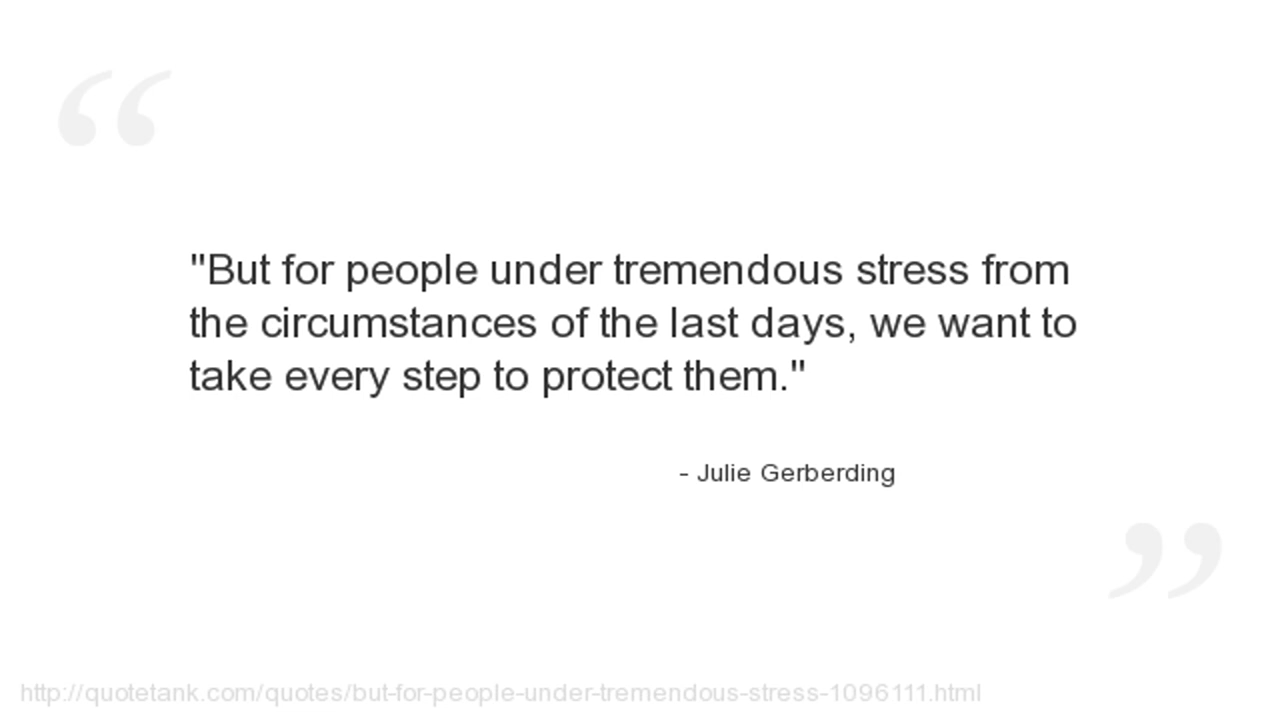 "But for people under tremendous stress from
the circumstances of the last days, we want to
take every step to protect them."
- Julie Gerberding
http://quotetank.com/quotes/but-for-people-under-tremendous-stress-1096111.html